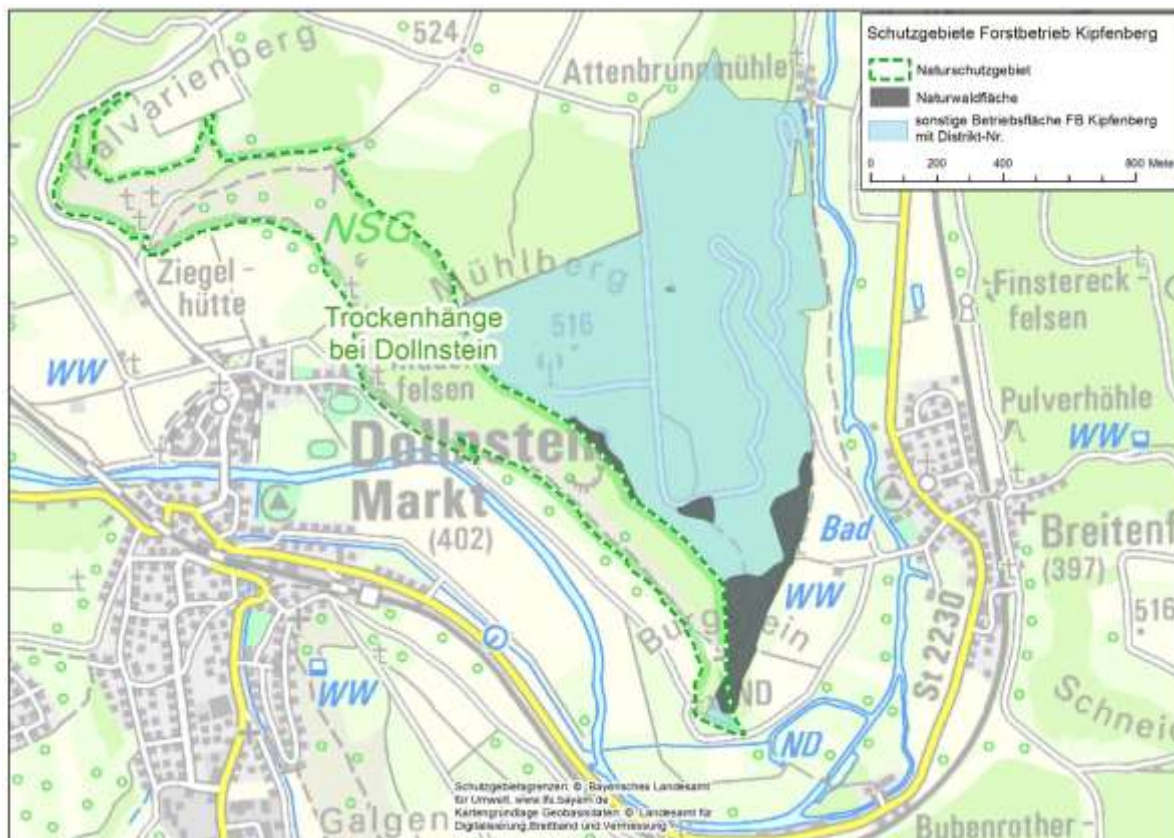 Schutzgebiete Forstbetrieb Kipfenberg
Naturschutzgebiet
Naturwaldfläche
sonstige Betriebsfläche FB Kipfenberg
mit Distrikt-Nr.
0 200 400 800 Mete
524
Attenbrunnmühle
Kalvarienberg
NSG
Mühlberg
Ziegel-
hütte
Finstereck-
felsen
516
Trockenhänge
bei Dollnstein
WW
felsen
Pulverhöhle
WW
Dollnstein
Markt
(402)
Bad
Breitenf
(397)
WW
516
Burgstein
St 2230
WW
ND
ND
Schneid
Schutzgebietsgrenzen: © Bayerisches Landesamt
für Umwelt, www.lfu.bayern.de
Kartengrundlage Geobasisdaten: © Landesamt für
Digitalisierung,Breitband und Vermessung
Galgen
Bubenrother-